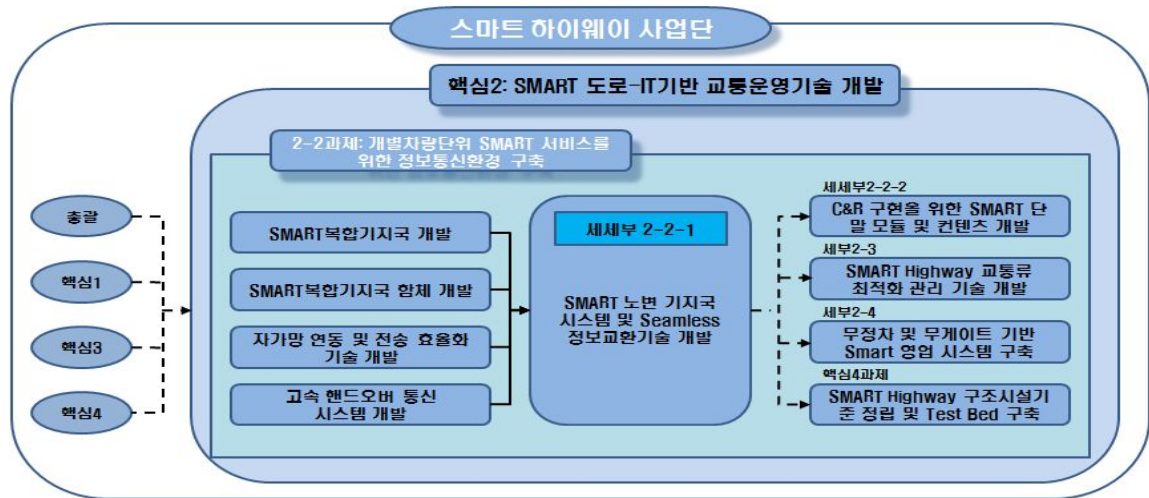 스마트 하이웨이 사업단
핵심2: SMART 도로-IT기반 교통운영기술 개발
2-2과제: 개별차량단위 SMART 서비스를
위한 정보통신환경 구축
총괄
핵심1
핵심3
핵심4
SMART복합기지국 개발
SMART복합기지국 함체 개발
자가망 연동 및 전송 효율화
기술 개발
고속 핸드오버 통신
시스템 개발
세세부 2-2-1
SMART 노변 기지국
시스템 및 Seamless
정보교환기술 개발
세세부2-2-2
C&R 구현을 위한 SMART 단
말 모듈 및 컨텐츠 개발
세부2-3
SMART Highway 교통류
최적화 관리 기술 개발
세부2-4
무정차 및 무게이트 기반
Smart 영업 시스템 구축
핵심4과제
SMART Highway 구조시설기
준 정립 및 Test Bed 구축